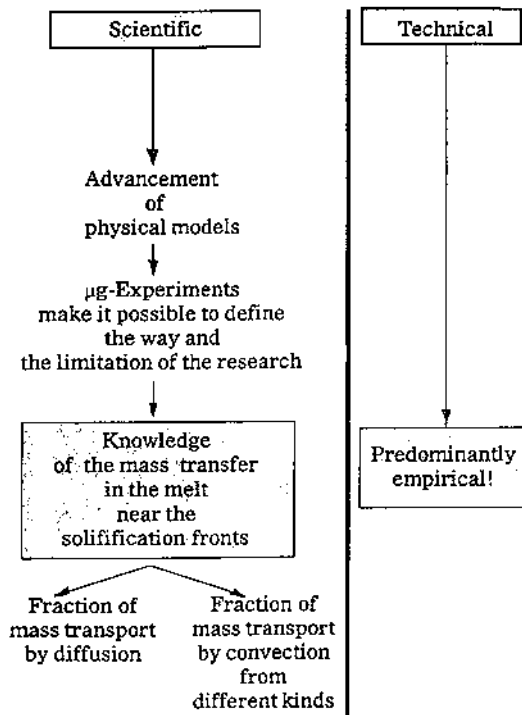 Scientific
Advancement
of
physical models
µg-Experiments
make it possible to define
the way and
the limitation of the research
Knowledge
of the mass transfer
in the melt
near the
solifification fronts
Fraction of
mass transport
by diffusion
Fraction of
mass transport
by convection
from
different kinds
Technical
Predominantly
empirical!